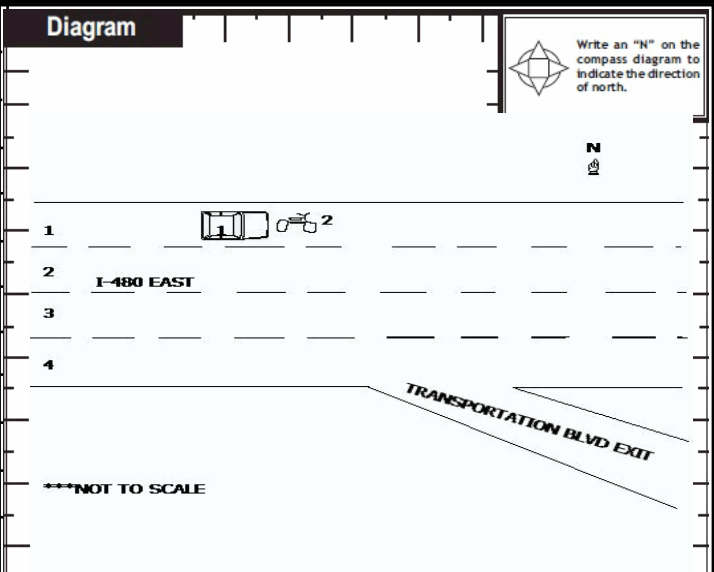 Diagram
Write an “N” on the
compass diagram to
indicate the direction
of north.
N
1
1
2
2
I-480 EAST
3
4
TRANSPORTATION BLVD EXIT
***NOT TO SCALE